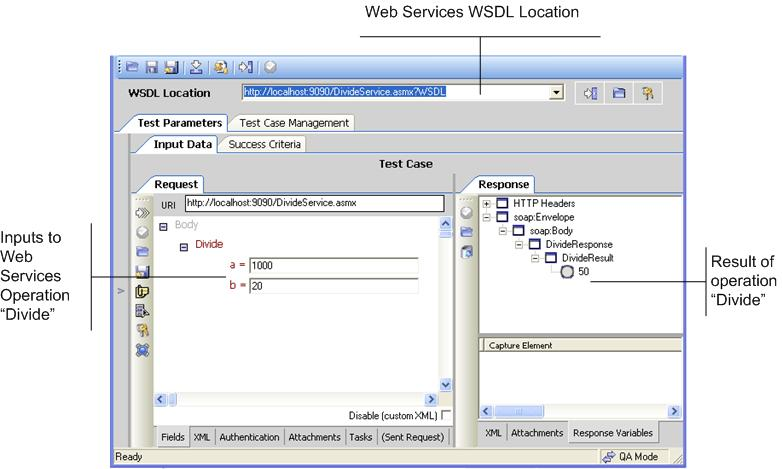 Web Services WSDL Location
WSDL Location
http://localhost:9090/DivideService.asmx?WSDL
Test Parameters
Test Case Management
Input Data
Success Criteria
Test Case
Request
URI
http://localhost:9090/DivideService.asmx
Body
Divide
a =
1000
b =
20
Disable (custom XML)
Fields
XML
Authentication
Attachments
Tasks
(Sent Request)
Response
HTTP Headers
soap:Envelope
soap:Body
DivideResponse
DivideResult
50
Capture Element
XML
Attachments
Response Variables
Ready
QA Mode
Inputs to
Web
Services
Operation
“Divide”
Result of
operation
“Divide”